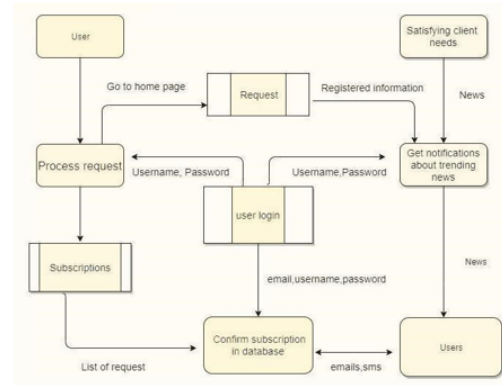 User
Satisfying client
needs
Go to home page
Request
Registered information
News
Process request
Username, Password
Username,Password
Get notifications
about trending
news
user login
Subscriptions
email,username,password
News
Confirm subscription
in database
Users
List of request
emails,sms